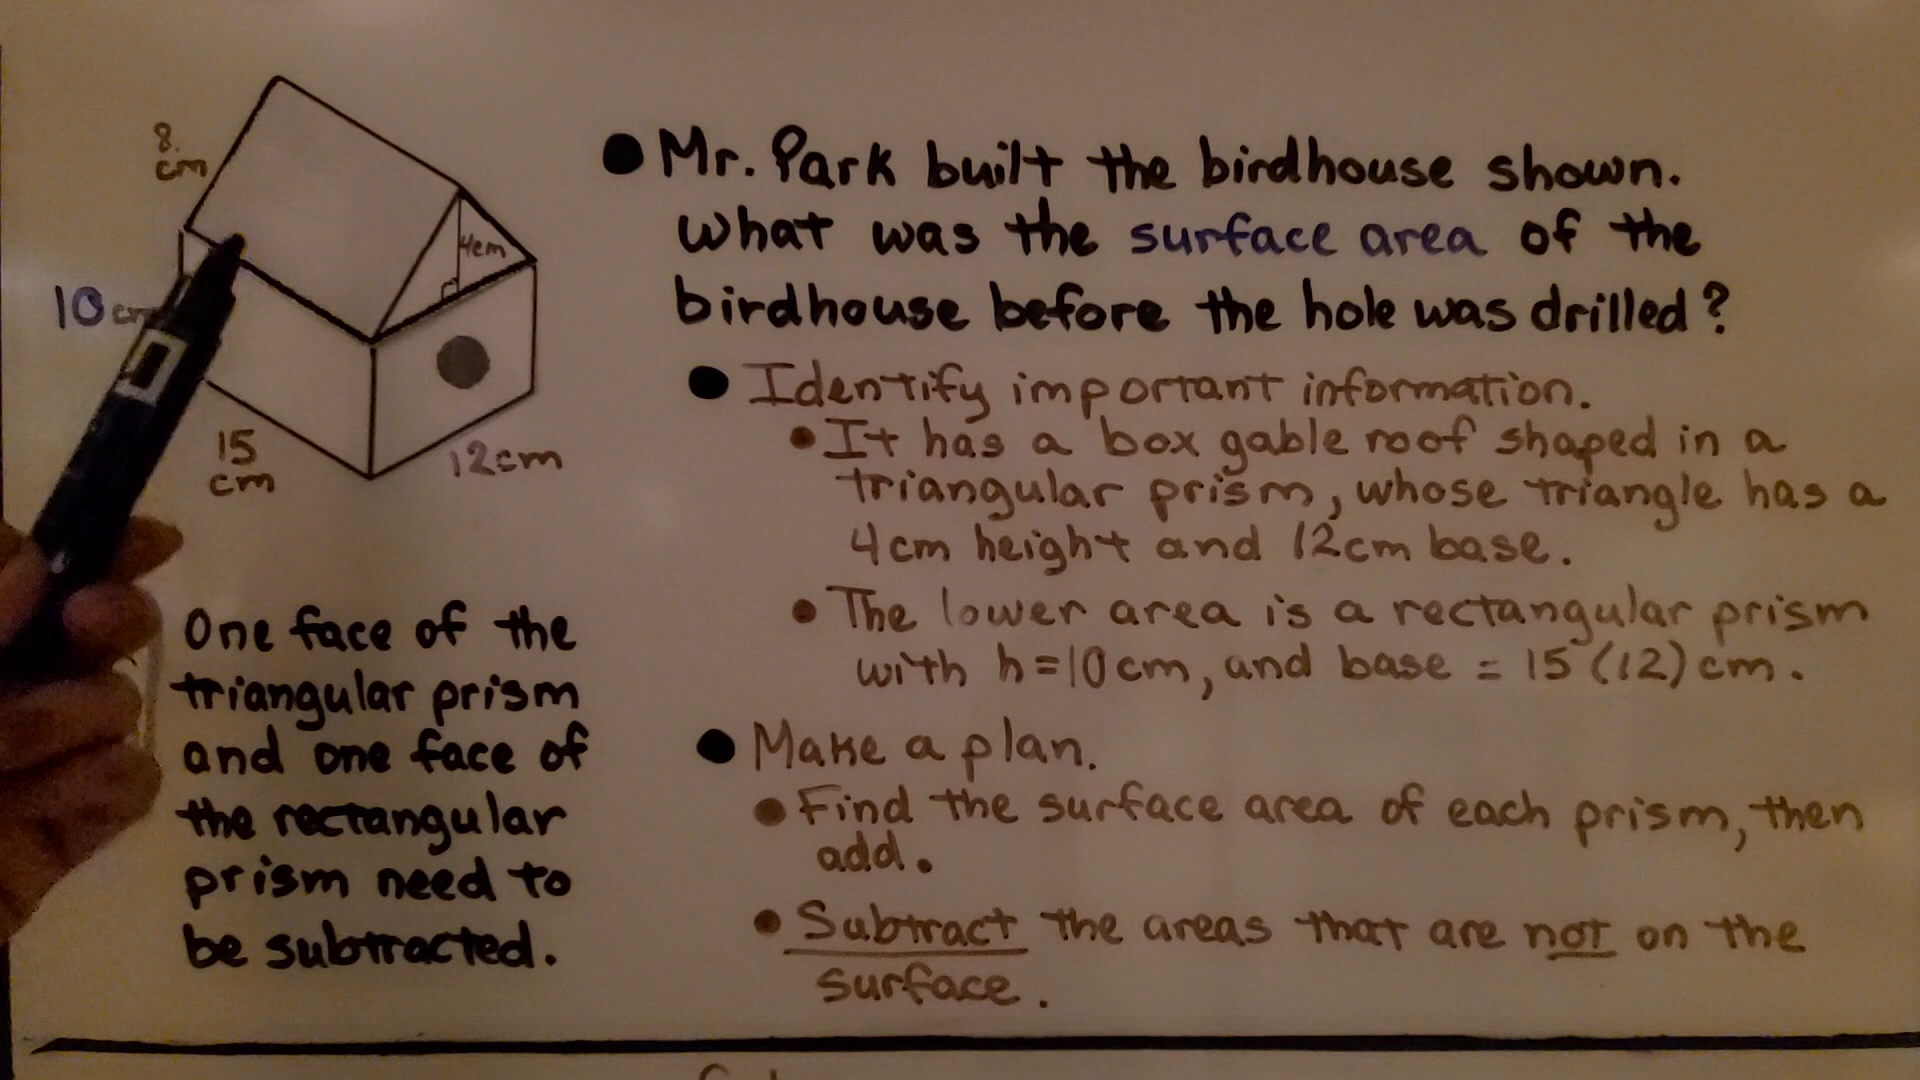 8
cm
4cm
10cm
15
cm
12cm
One face of the
triangular prism
and one face of
the rectangular
prism need to
be subtracted.
• Mr. Park built the birdhouse shown.
What was the surface area of the
birdhouse before the hole was drilled?
• Identify important information.
• It has a box gable roof shaped in a
triangular prism, whose triangle has a
4cm height and 12cm base.
• The lower area is a rectangular prism
with h=10cm, and base = 15(12)cm.
• Make a plan.
• Find the surface area of each prism, then
add.
• Subtract the areas that are not on the
surface.